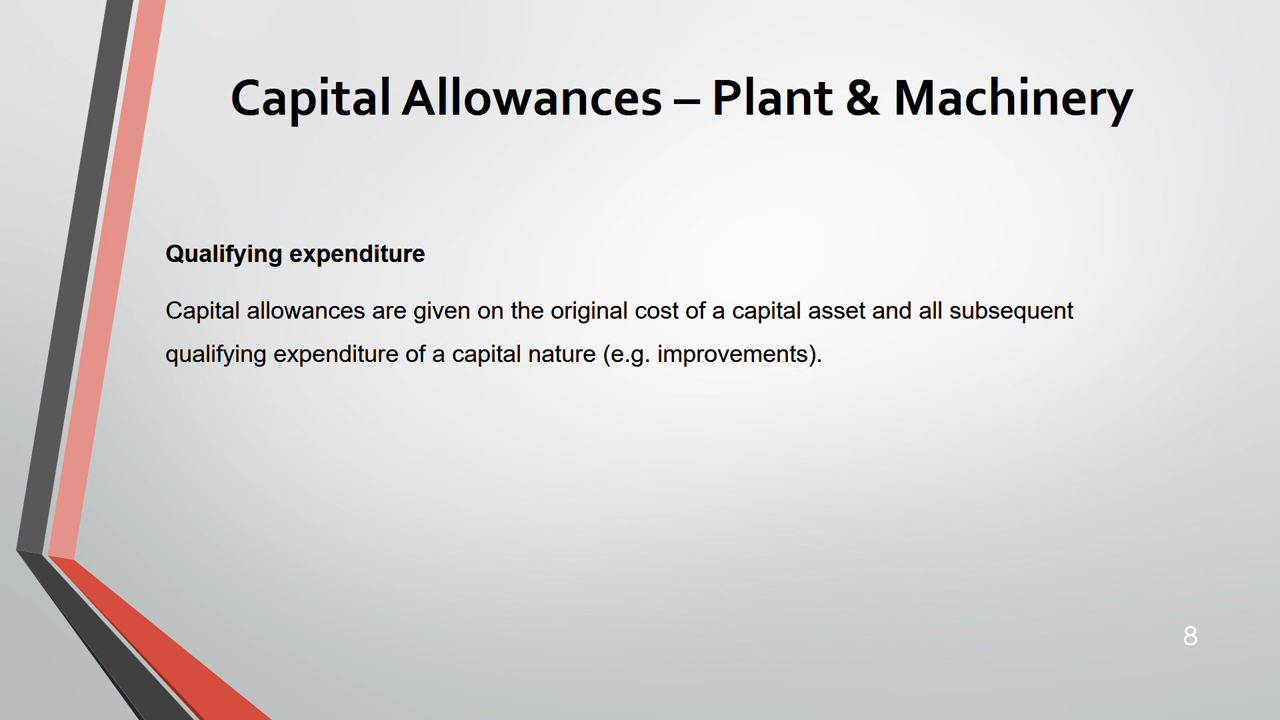 Capital Allowances – Plant & Machinery
Qualifying expenditure
Capital allowances are given on the original cost of a capital asset and all subsequent
qualifying expenditure of a capital nature (e.g. improvements).
8